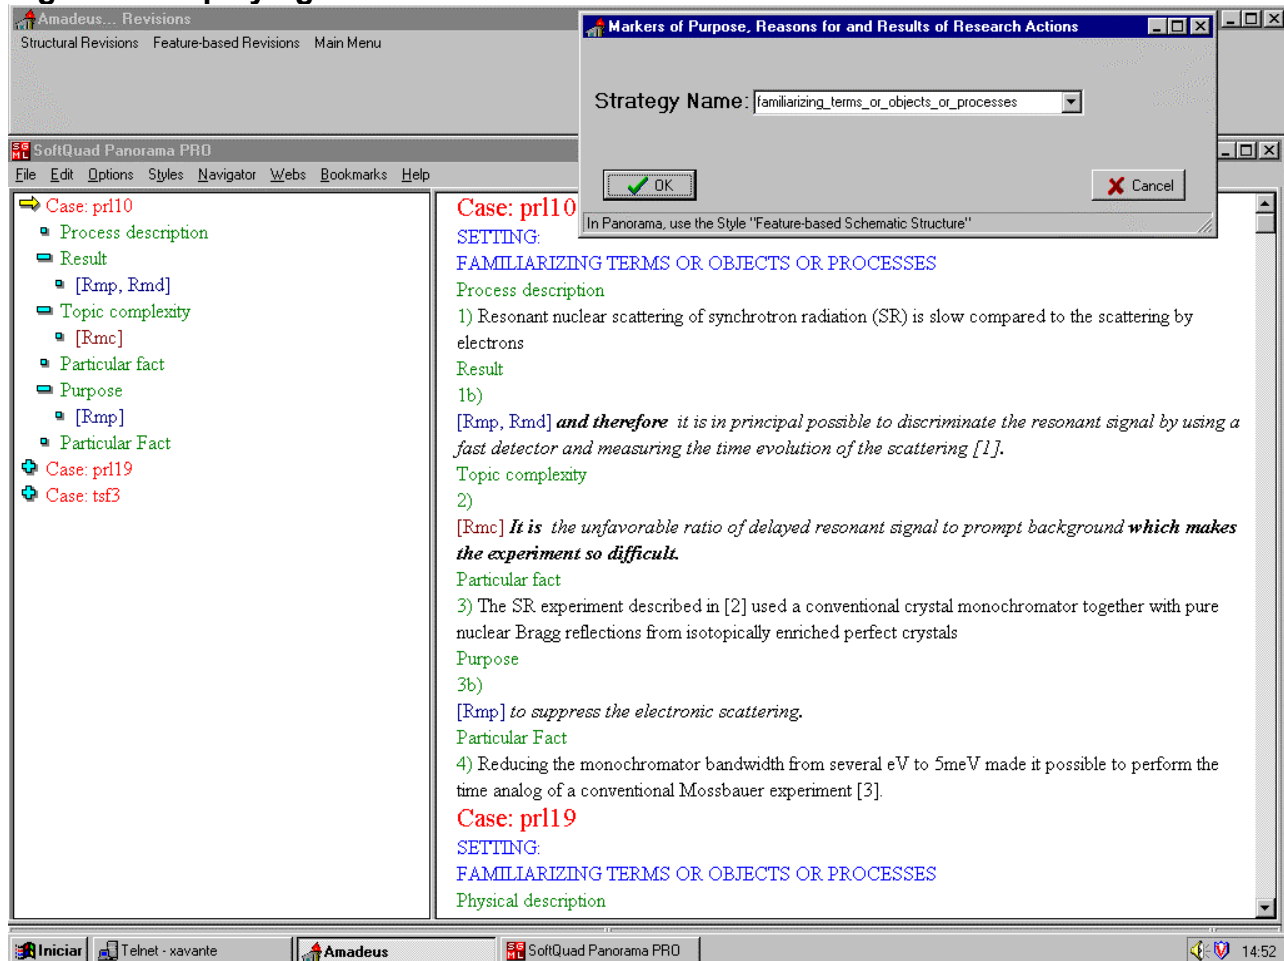 Amadeus... Revisions
Structural Revisions Feature-based Revisions Main Menu
Markers of Purpose, Reasons for and Results of Research Actions
Strategy Name: familiarizing_terms_or_objects_or_processes
OK
Cancel
In Panorama, use the Style "Feature-based Schematic Structure"
SoftQuad Panorama PRO
File Edit Options Styles Navigator Webs Bookmarks Help
Case: prl10
Process description
Result
[Rmp, Rmd]
Topic complexity
[Rmc]
Particular fact
Purpose
[Rmp]
Particular Fact
Case: prl19
Case: tsf3
Case: prl10
SETTING:
FAMILIARIZING TERMS OR OBJECTS OR PROCESSES
Process description
1) Resonant nuclear scattering of synchrotron radiation (SR) is slow compared to the scattering by
electrons
Result
1b)
[Rmp, Rmd] and therefore it is in principal possible to discriminate the resonant signal by using a
fast detector and measuring the time evolution of the scattering [1].
Topic complexity
2)
[Rmc] It is the unfavorable ratio of delayed resonant signal to prompt background which makes
the experiment so difficult.
Particular fact
3) The SR experiment described in [2] used a conventional crystal monochromator together with pure
nuclear Bragg reflections from isotopically enriched perfect crystals
Purpose
3b)
[Rmp] to suppress the electronic scattering.
Particular Fact
4) Reducing the monochromator bandwidth from several eV to 5meV made it possible to perform the
time analog of a conventional Mossbauer experiment [3].
Case: prl19
SETTING:
FAMILIARIZING TERMS OR OBJECTS OR PROCESSES
Physical description
Iniciar Telnet - xavante Amadeus SoftQuad Panorama PRO 14:52